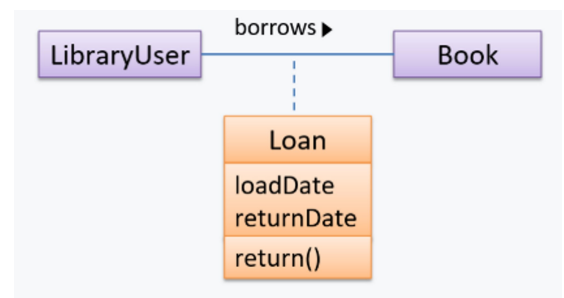 borrows ▶
LibraryUser
Book
Loan
loadDate
returnDate
return()